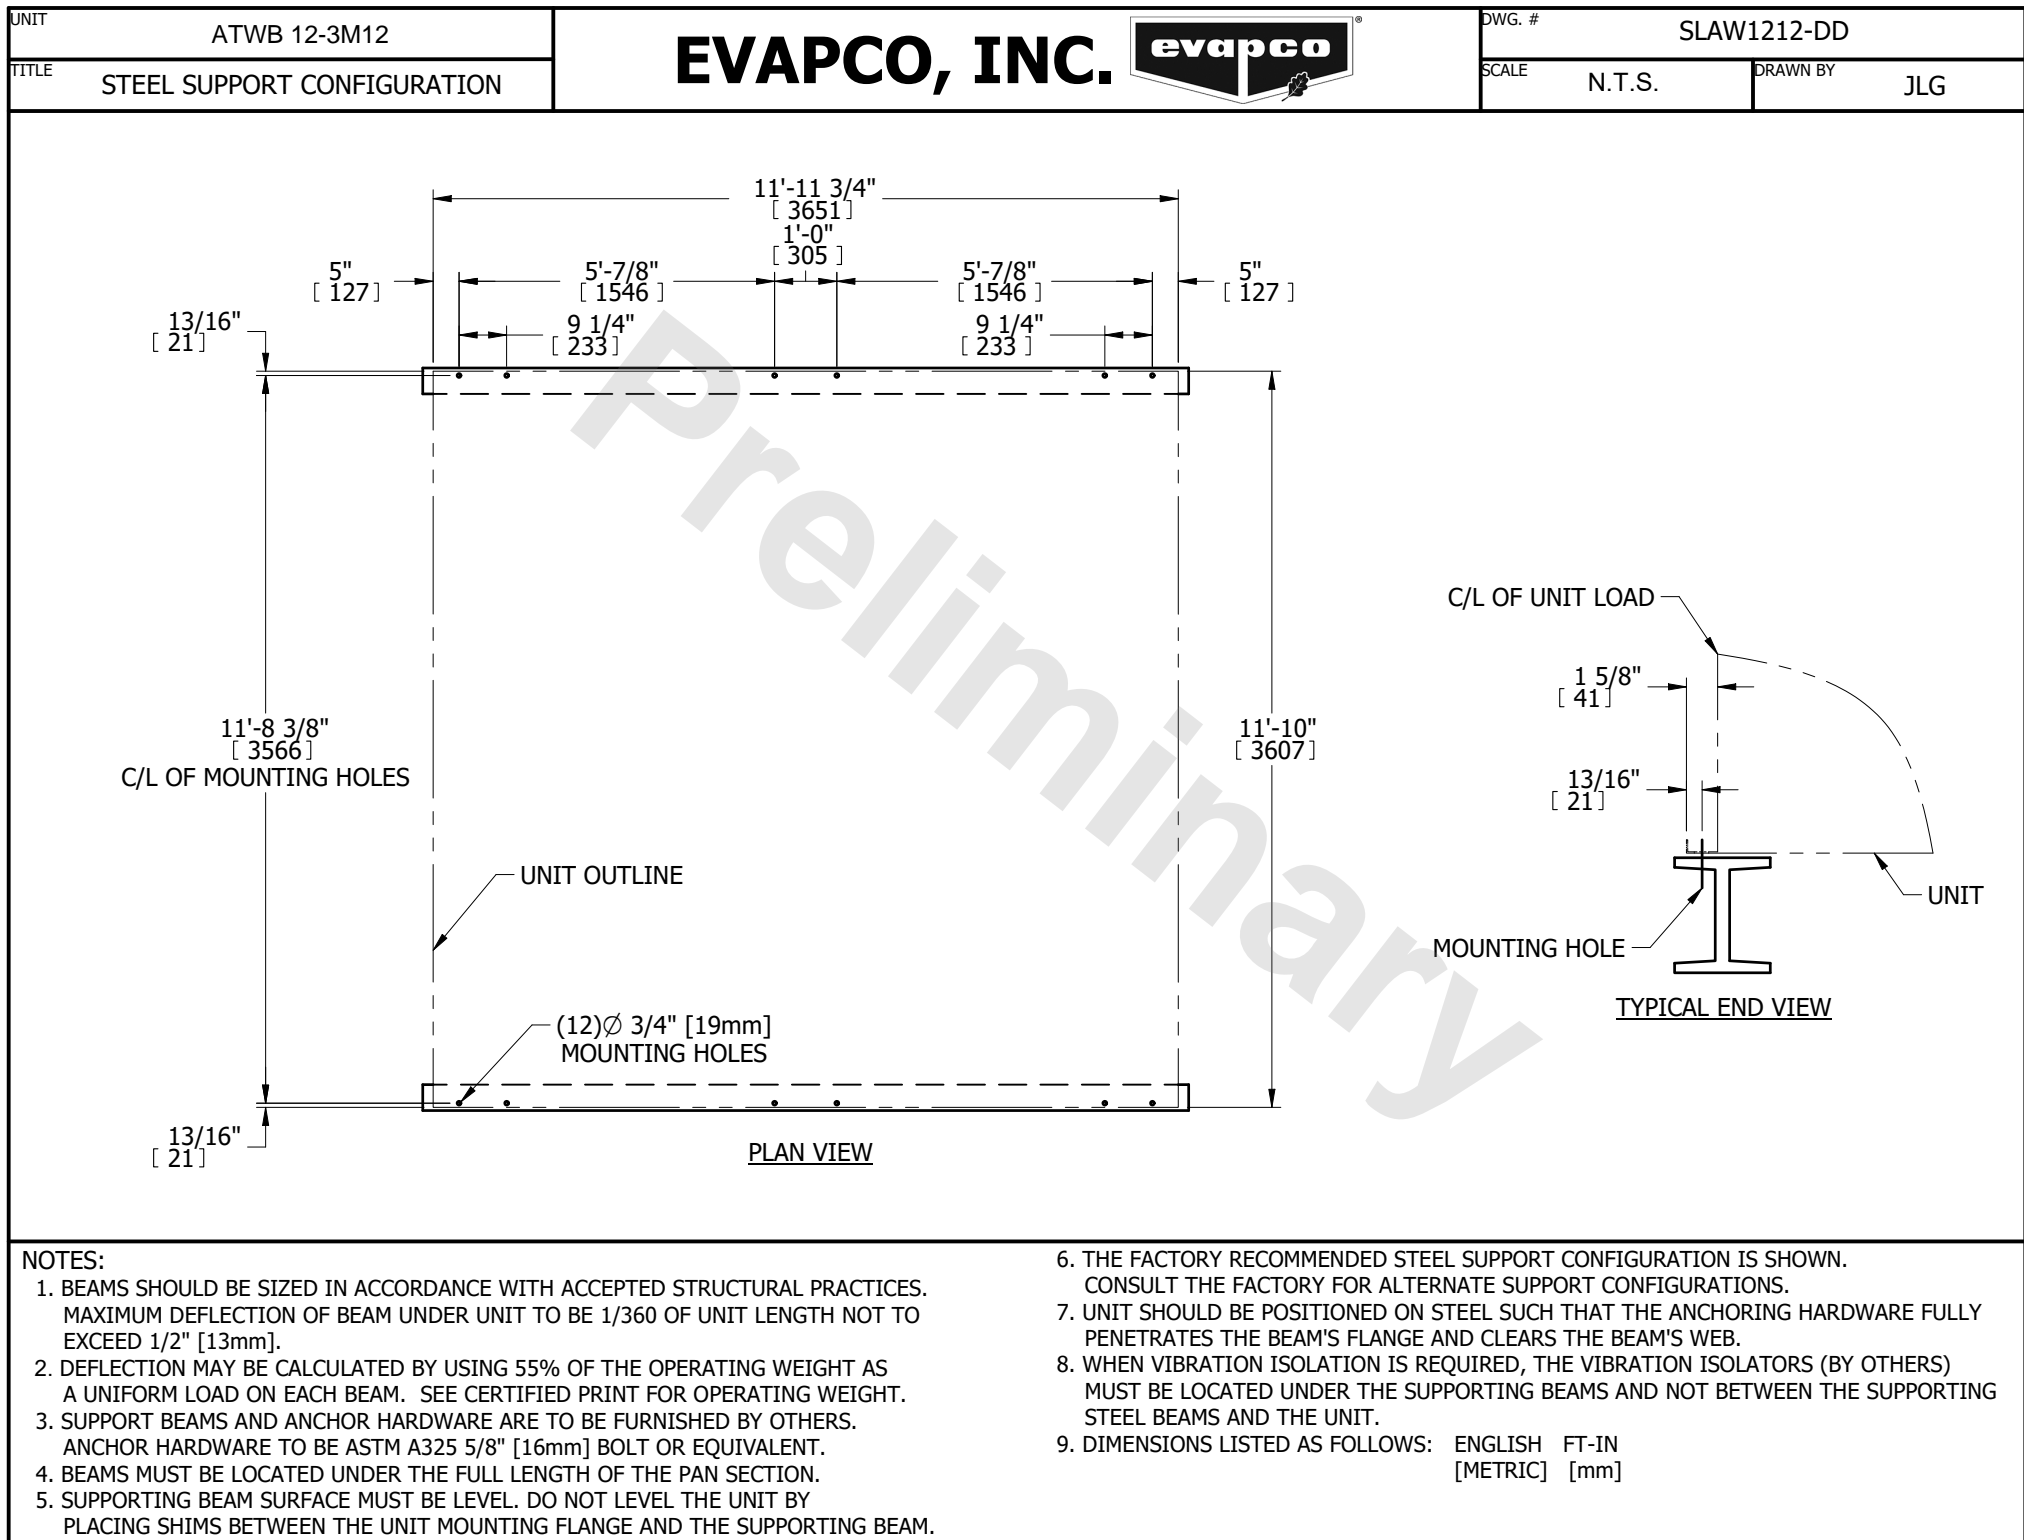 UNIT
ATWB 12-3M12
TITLE
STEEL SUPPORT CONFIGURATION
EVAPCO, INC.
evapco®
DWG. #
SLAW1212-DD
SCALE
N.T.S.
DRAWN BY
JLG
11'-11 3/4"
[ 3651]
1'-0"
[ 305 ]
5"
[ 127]
5'-7/8"
[ 1546 ]
5'-7/8"
[ 1546 ]
5"
[ 127 ]
13/16"
[ 21]
9 1/4"
[ 233]
9 1/4"
[ 233 ]
Preliminary
C/L OF UNIT LOAD
1 5/8"
[ 41]
11'-8 3/8"
[ 3566]
C/L OF MOUNTING HOLES
11'-10"
[ 3607]
13/16"
[ 21]
UNIT OUTLINE
UNIT
MOUNTING HOLE
TYPICAL END VIEW
(12)∅ 3/4" [19mm]
MOUNTING HOLES
13/16"
[ 21]
PLAN VIEW
NOTES:
1. BEAMS SHOULD BE SIZED IN ACCORDANCE WITH ACCEPTED STRUCTURAL PRACTICES.
MAXIMUM DEFLECTION OF BEAM UNDER UNIT TO BE 1/360 OF UNIT LENGTH NOT TO
EXCEED 1/2" [13mm].
2. DEFLECTION MAY BE CALCULATED BY USING 55% OF THE OPERATING WEIGHT AS
A UNIFORM LOAD ON EACH BEAM. SEE CERTIFIED PRINT FOR OPERATING WEIGHT.
3. SUPPORT BEAMS AND ANCHOR HARDWARE ARE TO BE FURNISHED BY OTHERS.
ANCHOR HARDWARE TO BE ASTM A325 5/8" [16mm] BOLT OR EQUIVALENT.
4. BEAMS MUST BE LOCATED UNDER THE FULL LENGTH OF THE PAN SECTION.
5. SUPPORTING BEAM SURFACE MUST BE LEVEL. DO NOT LEVEL THE UNIT BY
PLACING SHIMS BETWEEN THE UNIT MOUNTING FLANGE AND THE SUPPORTING BEAM.
6. THE FACTORY RECOMMENDED STEEL SUPPORT CONFIGURATION IS SHOWN.
CONSULT THE FACTORY FOR ALTERNATE SUPPORT CONFIGURATIONS.
7. UNIT SHOULD BE POSITIONED ON STEEL SUCH THAT THE ANCHORING HARDWARE FULLY
PENETRATES THE BEAM'S FLANGE AND CLEARS THE BEAM'S WEB.
8. WHEN VIBRATION ISOLATION IS REQUIRED, THE VIBRATION ISOLATORS (BY OTHERS)
MUST BE LOCATED UNDER THE SUPPORTING BEAMS AND NOT BETWEEN THE SUPPORTING
STEEL BEAMS AND THE UNIT.
9. DIMENSIONS LISTED AS FOLLOWS: ENGLISH FT-IN
[METRIC] [mm]